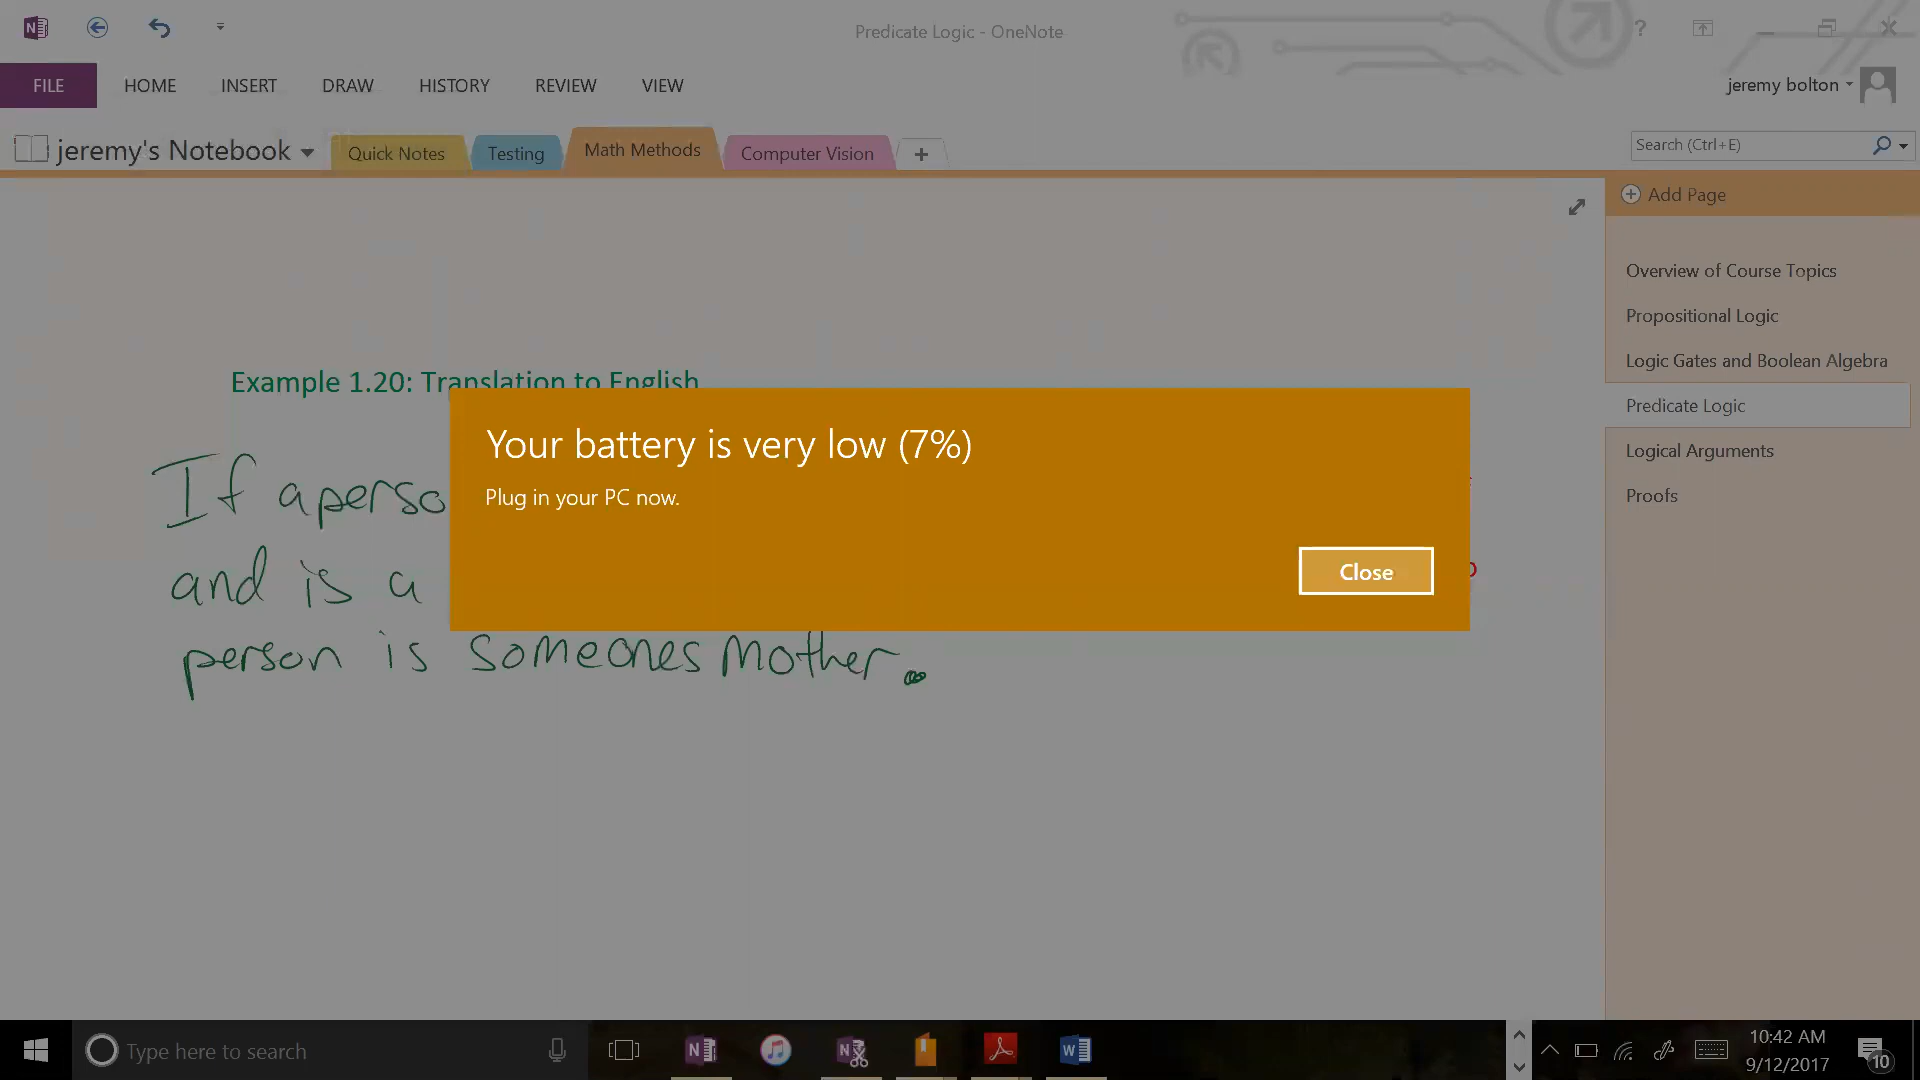 Predicate Logic - OneNote
?
FILE HOME INSERT DRAW HISTORY REVIEW VIEW
jeremy bolton
jeremy's Notebook
Quick Notes
Testing
Math Methods
Computer Vision
+
Search (Ctrl+E)
Add Page
Overview of Course Topics
Propositional Logic
Logic Gates and Boolean Algebra
Predicate Logic
Logical Arguments
Proofs
Example 1.20: Translation to English
If a
and is a
person is someones mother.
Your battery is very low (7%)
Plug in your PC now.
Close
Type here to search
10:42 AM
9/12/2017
10